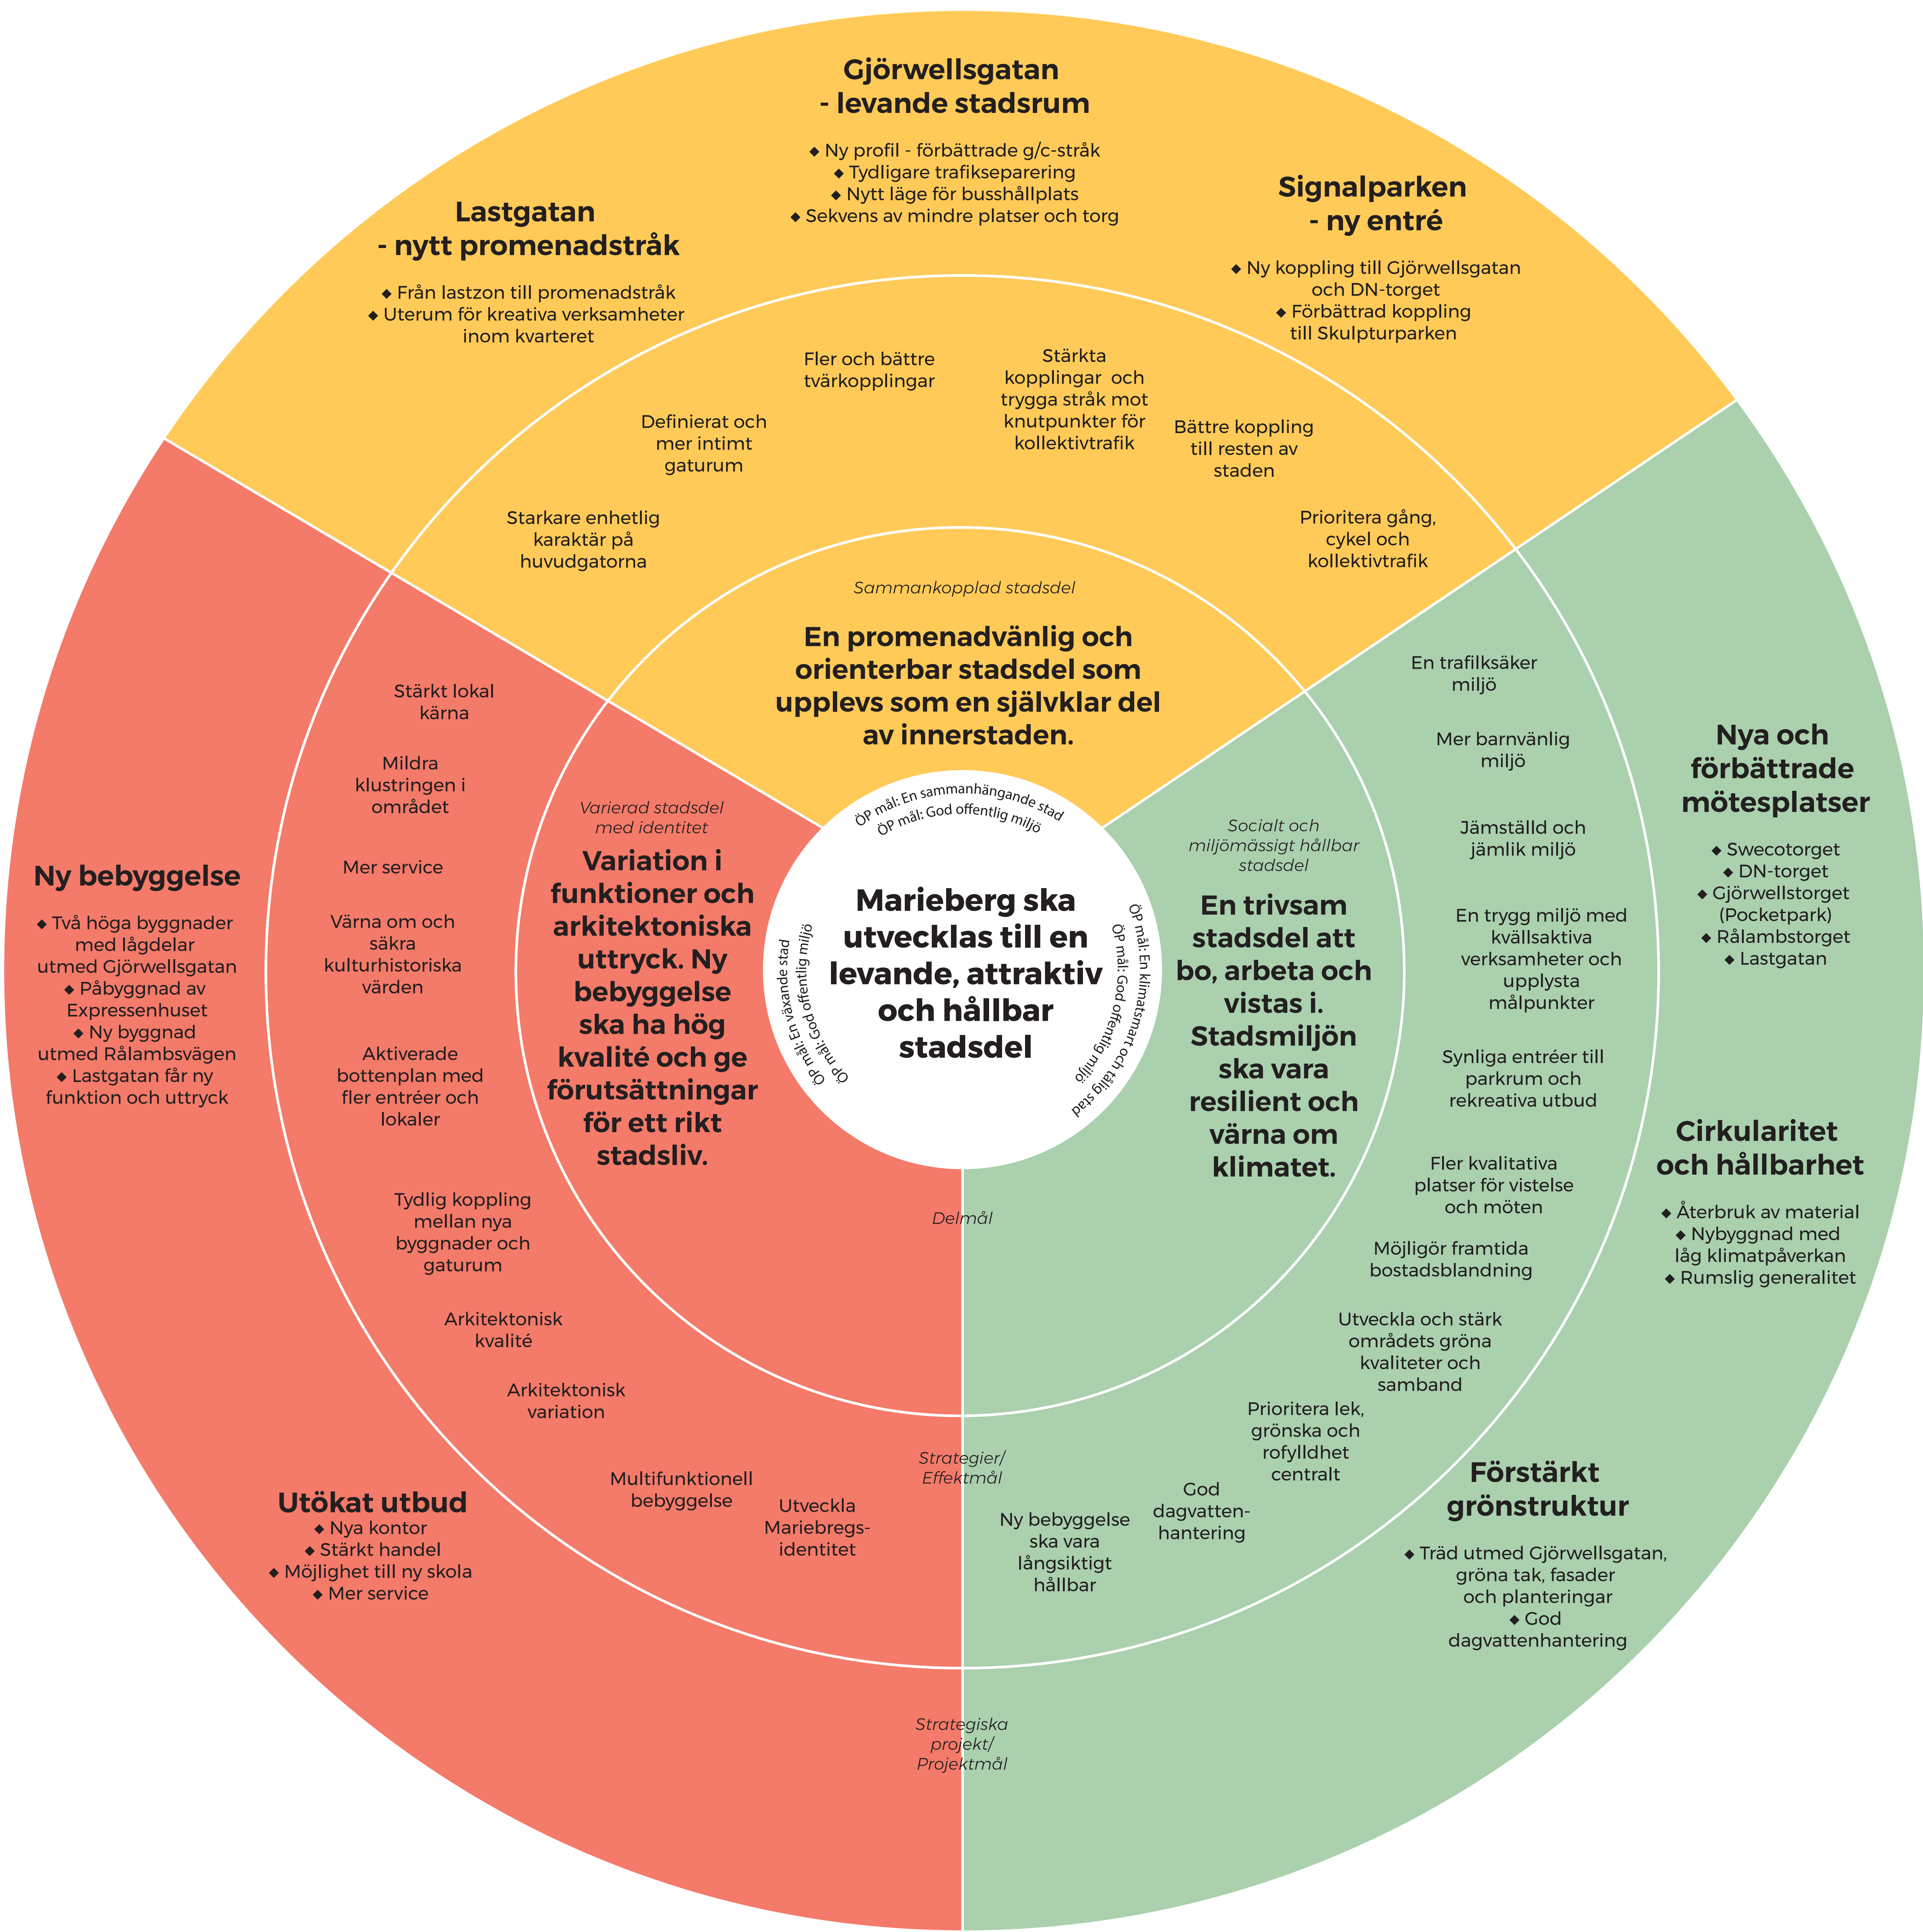 Gjörwellsgatan
- levande stadsrum
◆ Ny profil - förbättrade g/c-stråk
◆ Tydligare trafikseparering
◆ Nytt läge för busshållplats
◆ Sekvens av mindre platser och torg
Lastgatan
- nytt promenadstråk
◆ Från lastzon till promenadstråk
◆ Uterum för kreativa verksamheter
inom kvarteret
Signalparken
- ny entré
◆ Ny koppling till Gjörwellsgatan
och DN-torget
◆ Förbättrad koppling
till Skulpturparken
Starkare enhetlig
karaktär på
huvudgatorna
Definierat och
mer intimt
gaturum
Fler och bättre
tvärkopplingar
Stärkta
kopplingar och
trygga stråk mot
knutpunkter för
kollektivtrafik
Bättre koppling
till resten av
staden
Prioritera gång,
cykel och
kollektivtrafik
Sammankopplad stadsdel
En promenadvänlig och
orienterbar stadsdel som
upplevs som en självklar del
av innerstaden.
ÖP mål: En sammanhängande stad
ÖP mål: God offentlig miljö
Marieberg ska
utvecklas till en
levande, attraktiv
och hållbar
stadsdel
ÖP mål: En växande stad
ÖP mål: God offentlig miljö
ÖP mål: En klimatsmart och tålig stad
ÖP mål: God offentlig miljö
Varierad stadsdel
med identitet
Variation i
funktioner och
arkitektoniska
uttryck. Ny
bebyggelse
ska ha hög
kvalité och ge
förutsättningar
för ett rikt
stadsliv.
Socialt och
miljömässigt hållbar
stadsdel
En trivsam
stadsdel att
bo, arbeta och
vistas i.
Stadsmiljön
ska vara
resilient och
värna om
klimatet.
Stärkt lokal
kärna
Mildra
klustringen i
området
Mer service
Värna om och
säkra
kulturhistoriska
värden
Aktiverade
bottenplan med
fler entréer och
lokaler
Tydlig koppling
mellan nya
byggnader och
gaturum
Arkitektonisk
kvalité
Arkitektonisk
variation
Multifunktionell
bebyggelse
Utveckla
Mariebregs-
identitet
En trafilksäker
miljö
Mer barnvänlig
miljö
Jämställd och
jämlik miljö
En trygg miljö med
kvällsaktiva
verksamheter och
upplysta
målpunkter
Synliga entréer till
parkrum och
rekreativa utbud
Fler kvalitativa
platser för vistelse
och möten
Möjligör framtida
bostadsblandning
Utveckla och stärk
områdets gröna
kvaliteter och
samband
Prioritera lek,
grönska och
rofylldhet
centralt
God
dagvatten-
hantering
Ny bebyggelse
ska vara
långsiktigt
hållbar
Ny bebyggelse
◆ Två höga byggnader
med lågdelar
utmed Gjörwellsgatan
◆ Påbyggnad av
Expressenhuset
◆ Ny byggnad
utmed Rålambsvägen
◆ Lastgatan får ny
funktion och uttryck
Utökat utbud
◆ Nya kontor
◆ Stärkt handel
◆ Möjlighet till ny skola
◆ Mer service
Nya och
förbättrade
mötesplatser
◆ Swecotorget
◆ DN-torget
◆ Gjörwellstorget
(Pocketpark)
◆ Rålambstorget
◆ Lastgatan
Cirkularitet
och hållbarhet
◆ Återbruk av material
◆ Nybyggnad med
låg klimatpåverkan
◆ Rumslig generalitet
Förstärkt
grönstruktur
◆ Träd utmed Gjörwellsgatan,
gröna tak, fasader
och planteringar
◆ God
dagvattenhantering
Delmål
Strategier/
Effektmål
Strategiska
projekt/
Projektmål